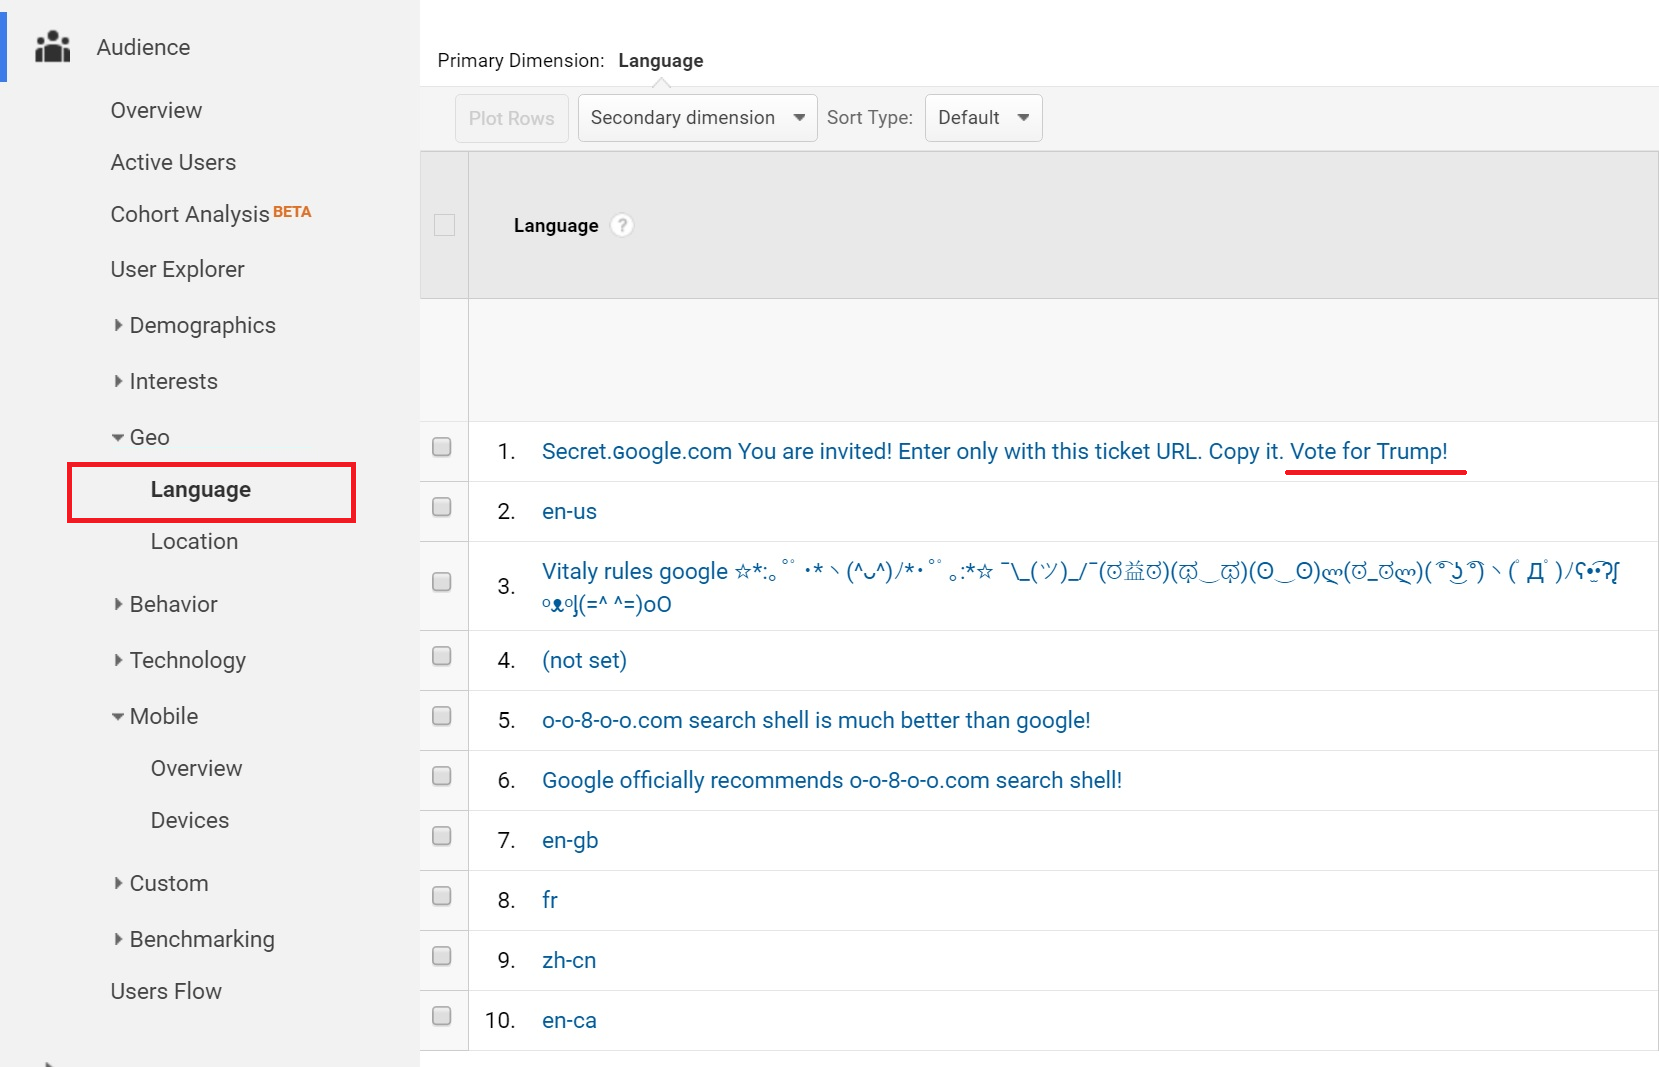 Audience
Overview
Active Users
Cohort Analysis BETA
User Explorer
Demographics
Interests
Geo
Language
Location
Behavior
Technology
Mobile
Overview
Devices
Custom
Benchmarking
Users Flow
Primary Dimension: Language
Plot Rows Secondary dimension Sort Type: Default
Language ?
1. Secret.ɢoogle.com You are invited! Enter only with this ticket URL. Copy it. Vote for Trump!
2. en-us
3. Vitaly rules google ☆*:｡゜ﾟ･*ヽ(^ᴗ^)ﾉ*･゜ﾟ｡:*☆ ¯\_(ツ)_/¯(ಠ益ಠ)(ಥ‿ಥ)(ʘ‿ʘ)ლ(ಠ_ಠლ)( ͡° ͜ʖ ͡°)ヽ(ﾟДﾟ)ﾉʕ•̫͡•ʔᶘ
ᵒᴥᵒᶅ(=^ ^=)oO
4. (not set)
5. o-o-8-o-o.com search shell is much better than google!
6. Google officially recommends o-o-8-o-o.com search shell!
7. en-gb
8. fr
9. zh-cn
10. en-ca